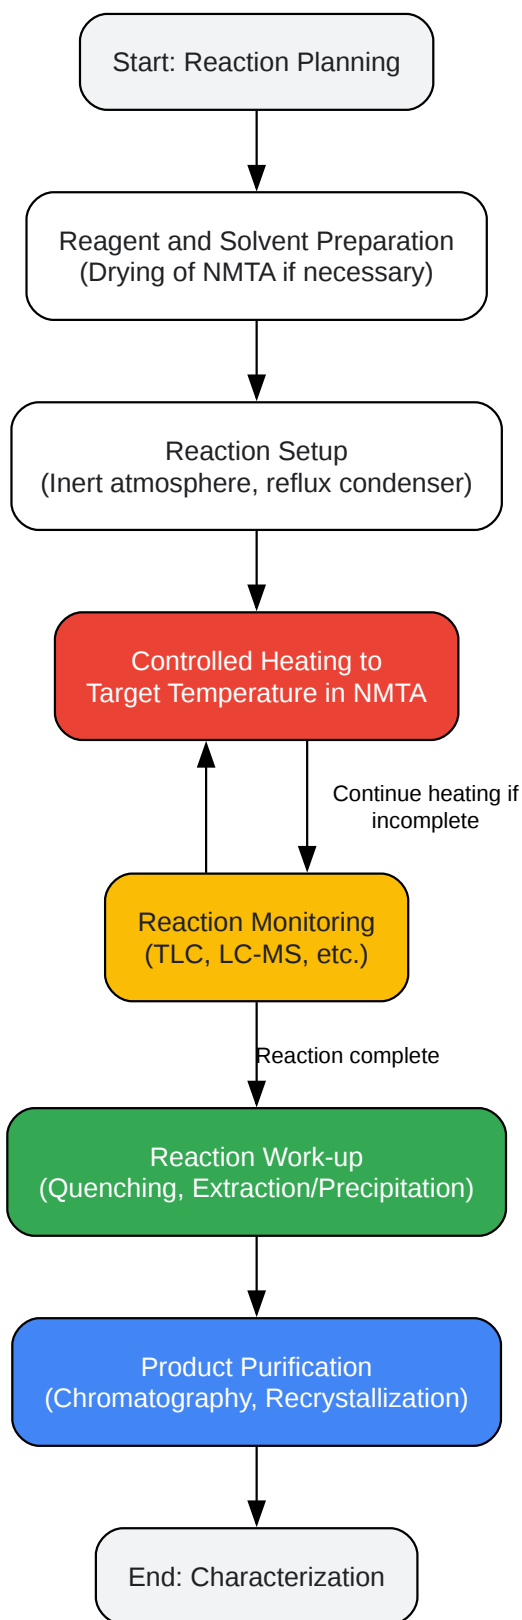 Start: Reaction Planning
Reagent and Solvent Preparation
(Drying of NMTA if necessary)
Reaction Setup
(Inert atmosphere, reflux condenser)
Controlled Heating to
Target Temperature in NMTA
Continue heating if
incomplete
Reaction Monitoring
(TLC, LC-MS, etc.)
Reaction complete
Reaction Work-up
(Quenching, Extraction/Precipitation)
Product Purification
(Chromatography, Recrystallization)
End: Characterization